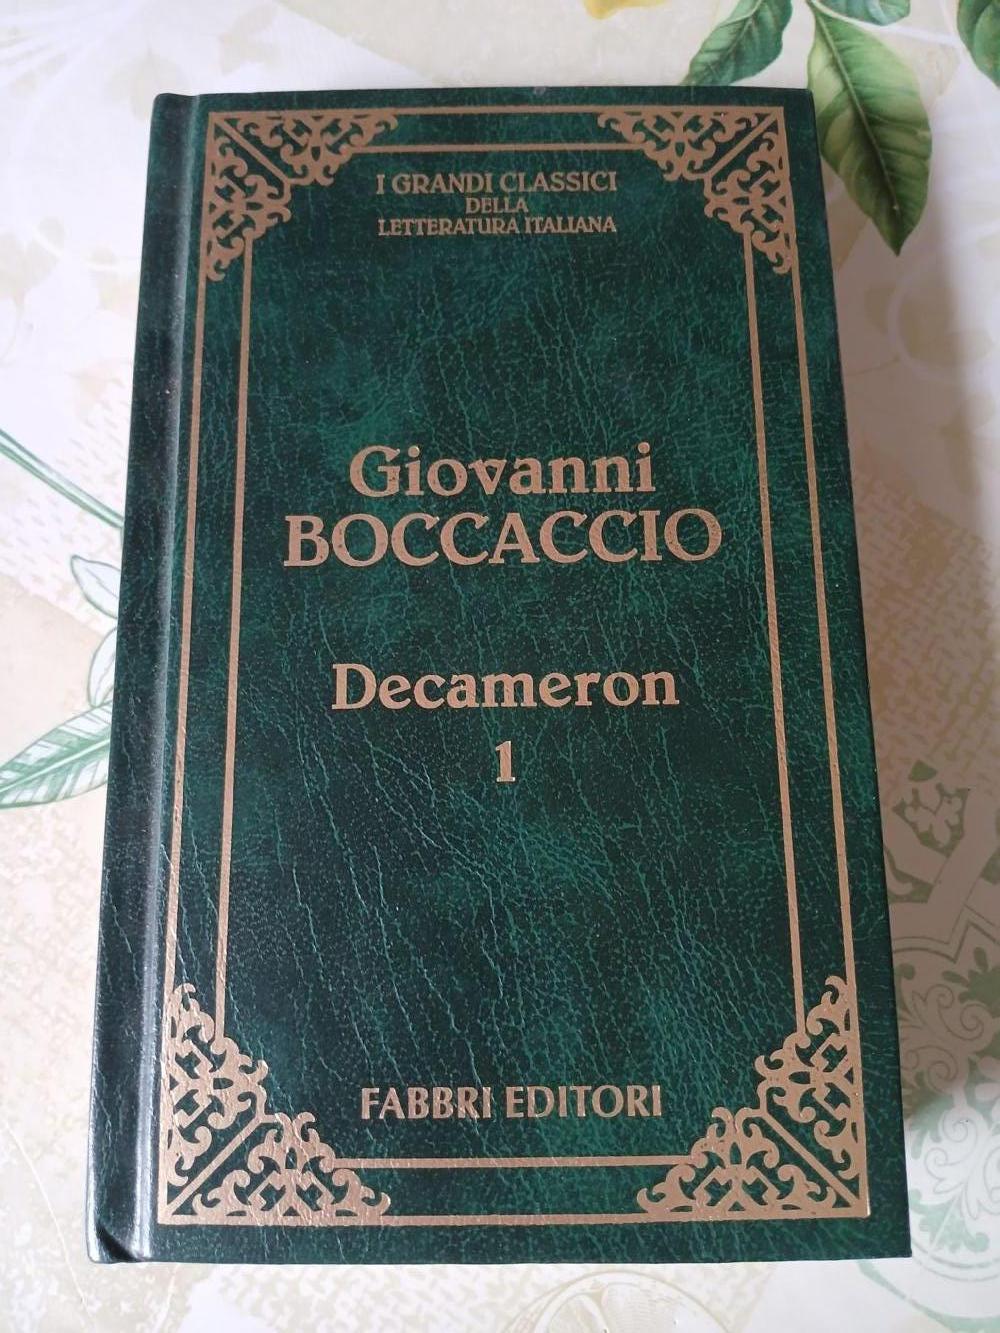 I GRANDI CLASSICI
DELLA
LETTERATURA ITALIANA
Giovanni
BOCCACCIO
Decameron
1
FABBRI EDITORI